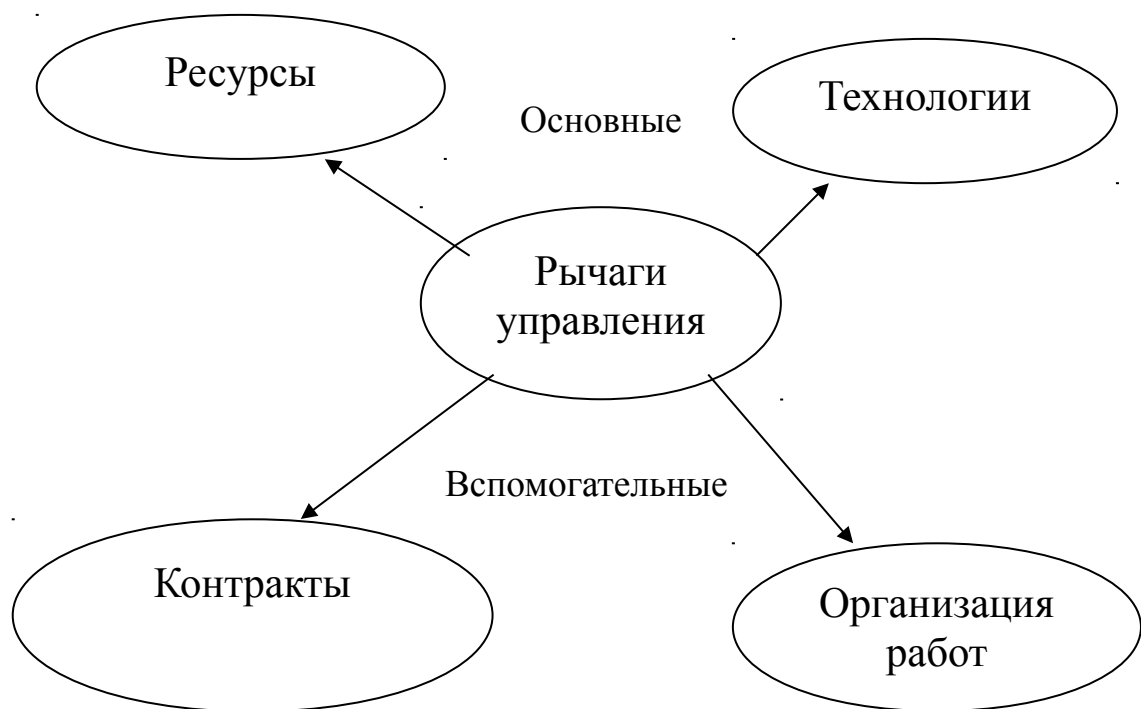 Ресурсы
Технологии
Основные
Рычаги
управления
Вспомогательные
Контракты
Организация
работ